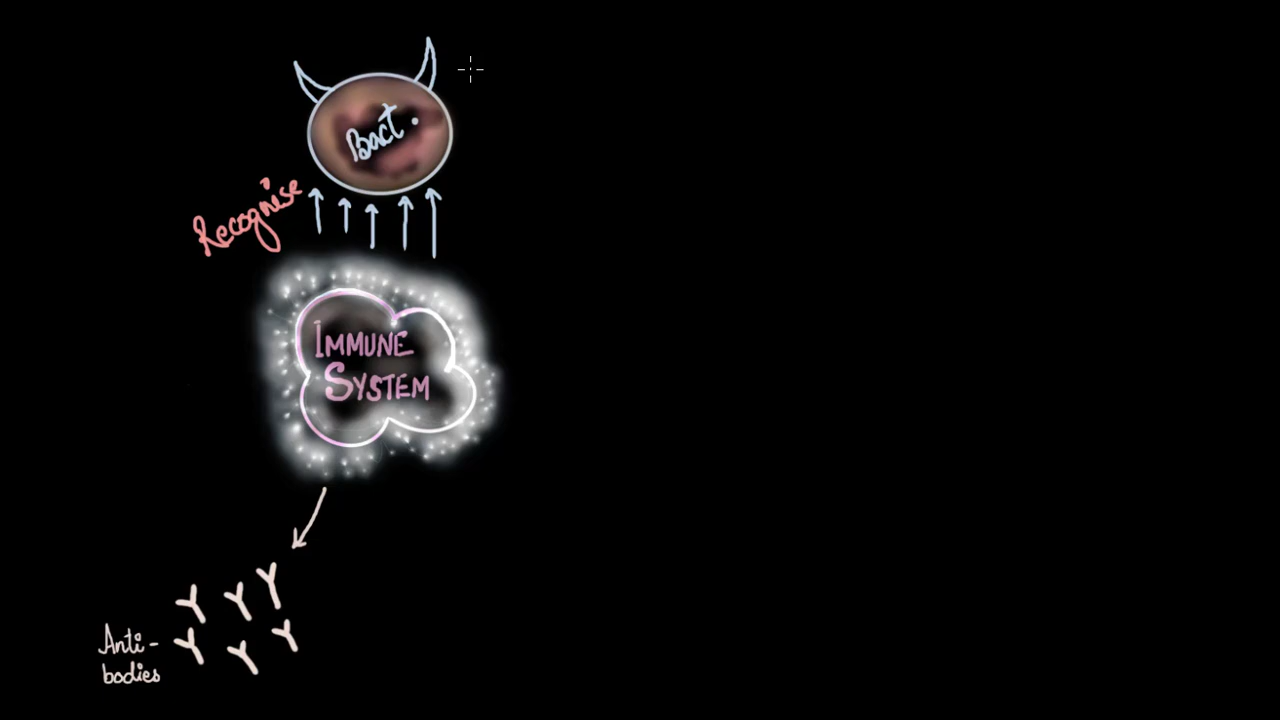 Bact.
Recognise
IMMUNE
SYSTEM
Anti-
bodies